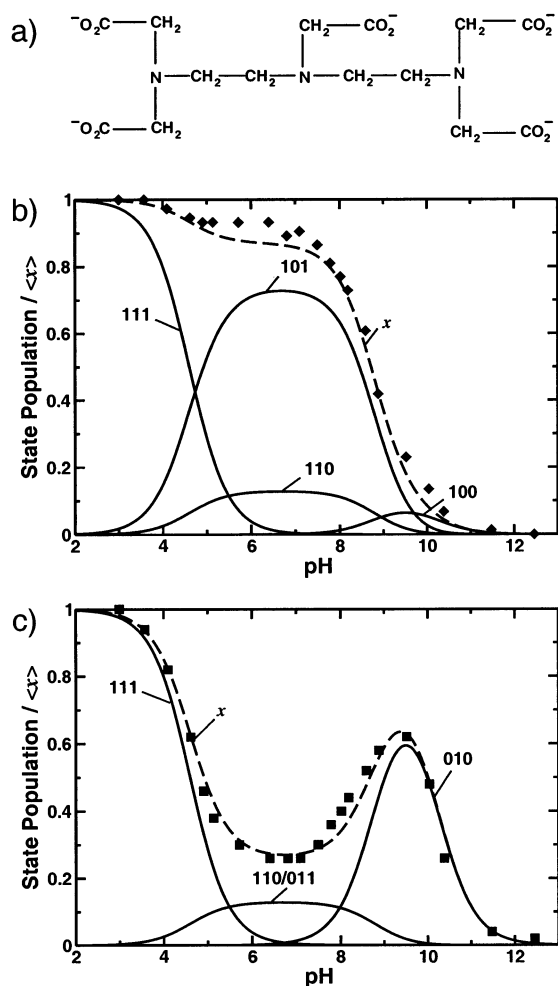 a)
⁻O₂C—CH₂ CH₂—CO₂⁻ CH₂—CO₂⁻
N—CH₂—CH₂—N—CH₂—CH₂—N
⁻O₂C—CH₂ CH₂—CO₂⁻
b)
State Population / <x>
1
0.8
0.6
0.4
0.2
0
111
101
x
110
100
2 4 6 8 10 12
pH
c)
State Population / <x>
1
0.8
0.6
0.4
0.2
0
111
x
010
110/011
2 4 6 8 10 12
pH